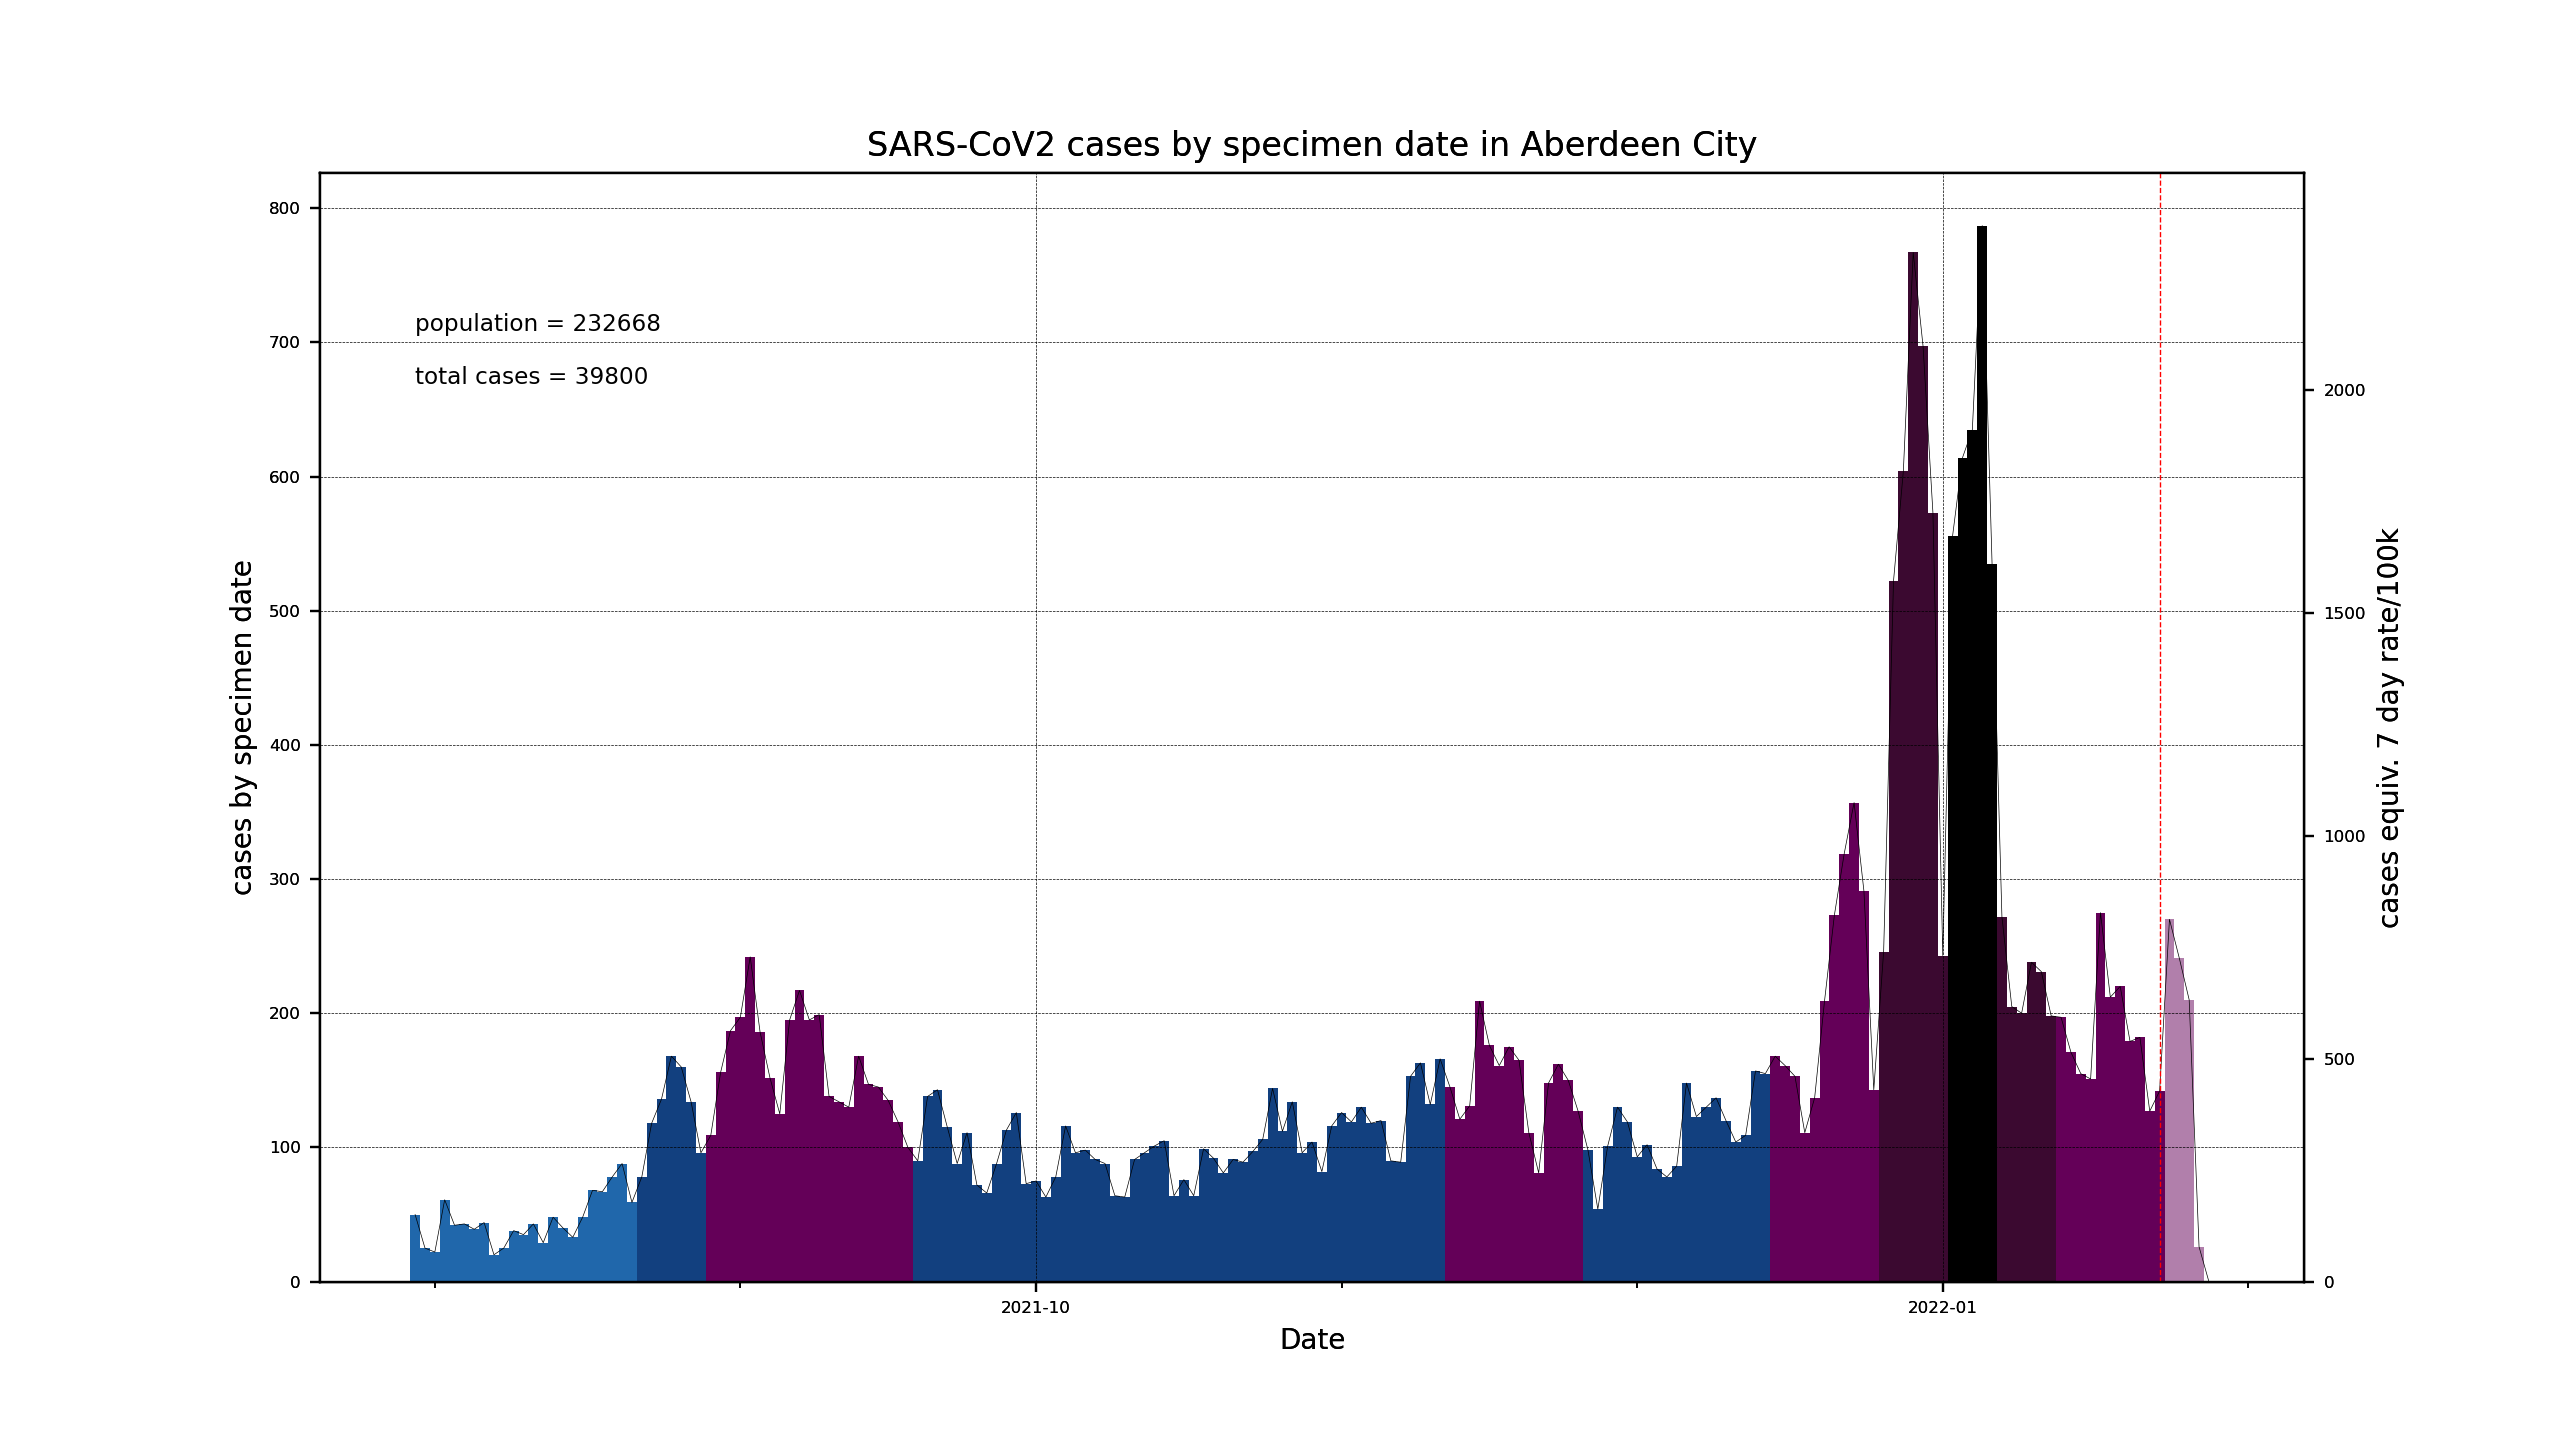 SARS-CoV2 cases by specimen date in Aberdeen City
population = 232668
total cases = 39800
cases by specimen date
800
700
600
500
400
300
200
100
0
2000
1500
1000
500
0
cases equiv. 7 day rate/100k
2021-10
2022-01
Date